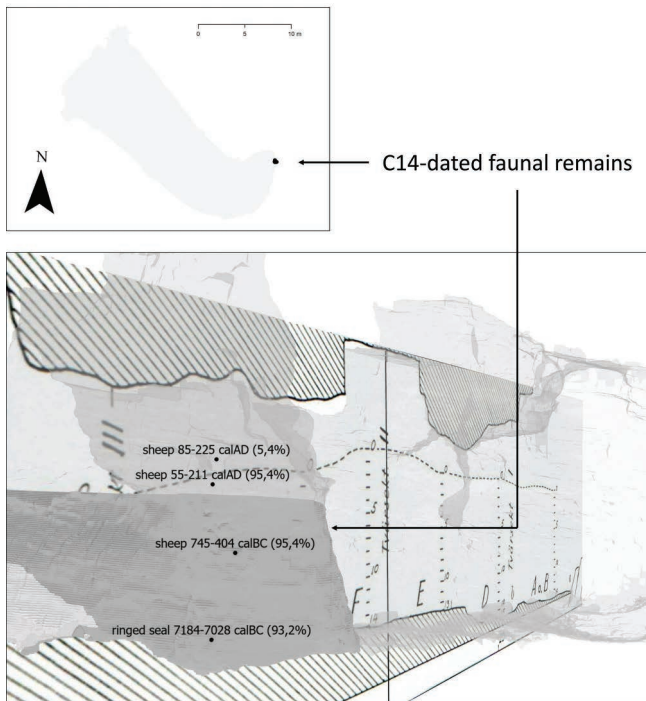 0 5 10 m
N
C14-dated faunal remains
sheep 85-225 calAD (5,4%)
sheep 55-211 calAD (95,4%)
sheep 745-404 calBC (95,4%)
ringed seal 7184-7028 calBC (93,2%)
III
F
E
D
A o. B